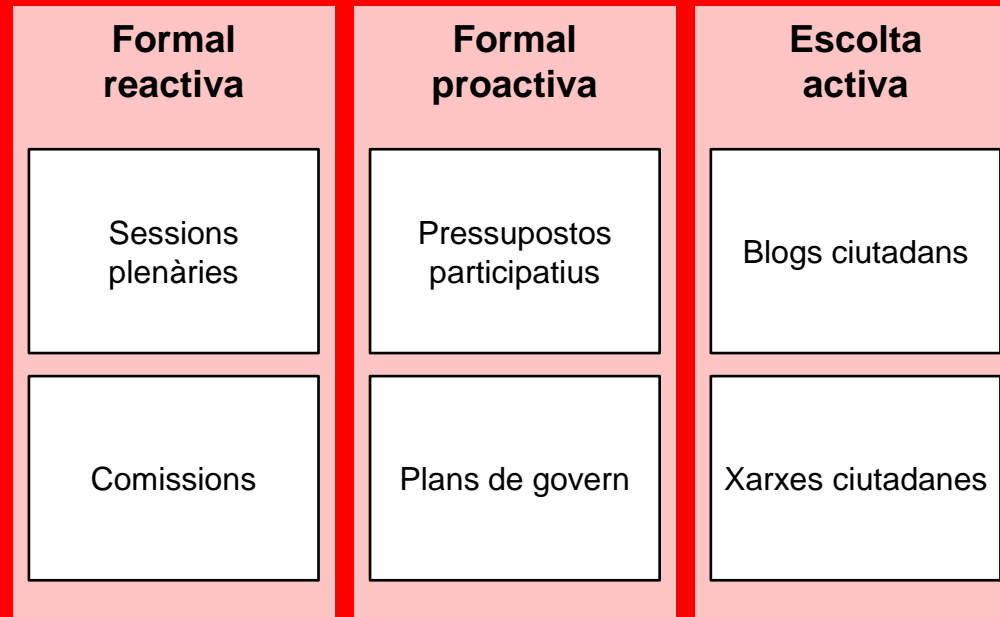 Formal
reactiva
Sessions
plenàries
Comissions
Formal
proactiva
Pressupostos
participatius
Plans de govern
Escolta
activa
Blogs ciutadans
Xarxes ciutadanes